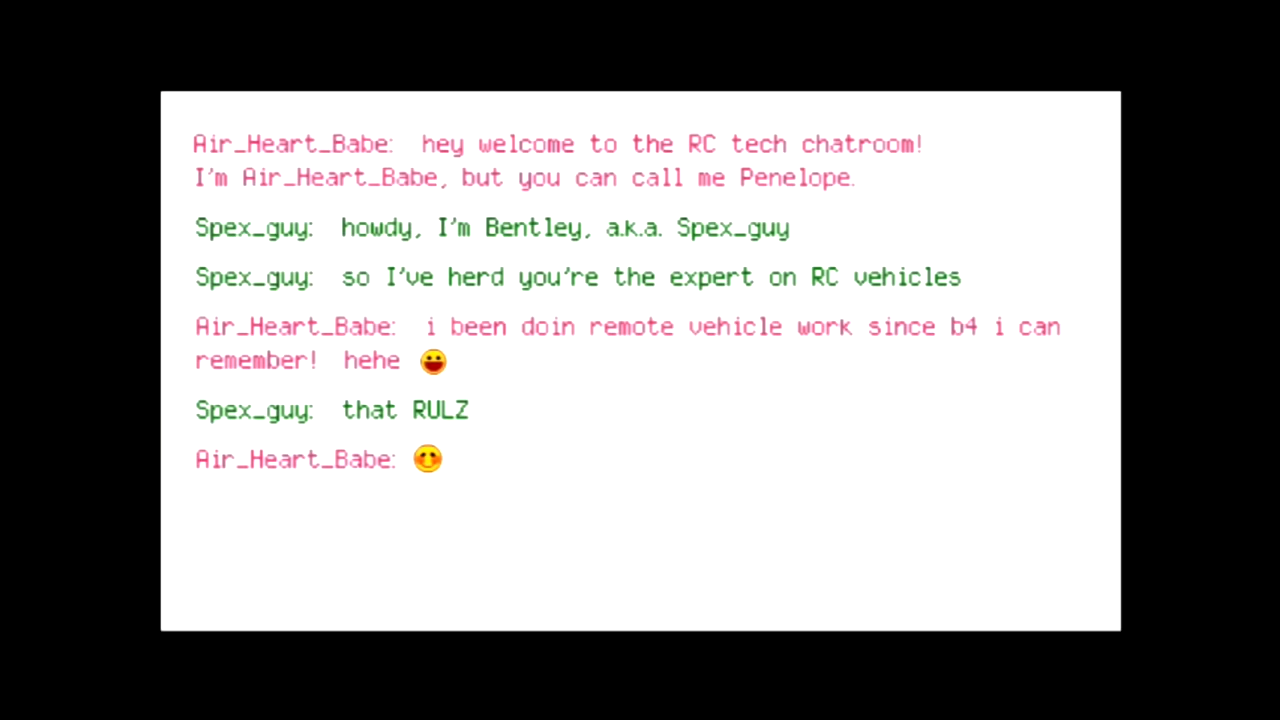 Air_Heart_Babe: hey welcome to the RC tech chatroom!
I'm Air_Heart_Babe, but you can call me Penelope.
Spex_guy: howdy, I'm Bentley, a.k.a. Spex_guy
Spex_guy: so I've herd you're the expert on RC vehicles
Air_Heart_Babe: i been doin remote vehicle work since b4 i can
remember! hehe 😃
Spex_guy: that RULZ
Air_Heart_Babe: 😊